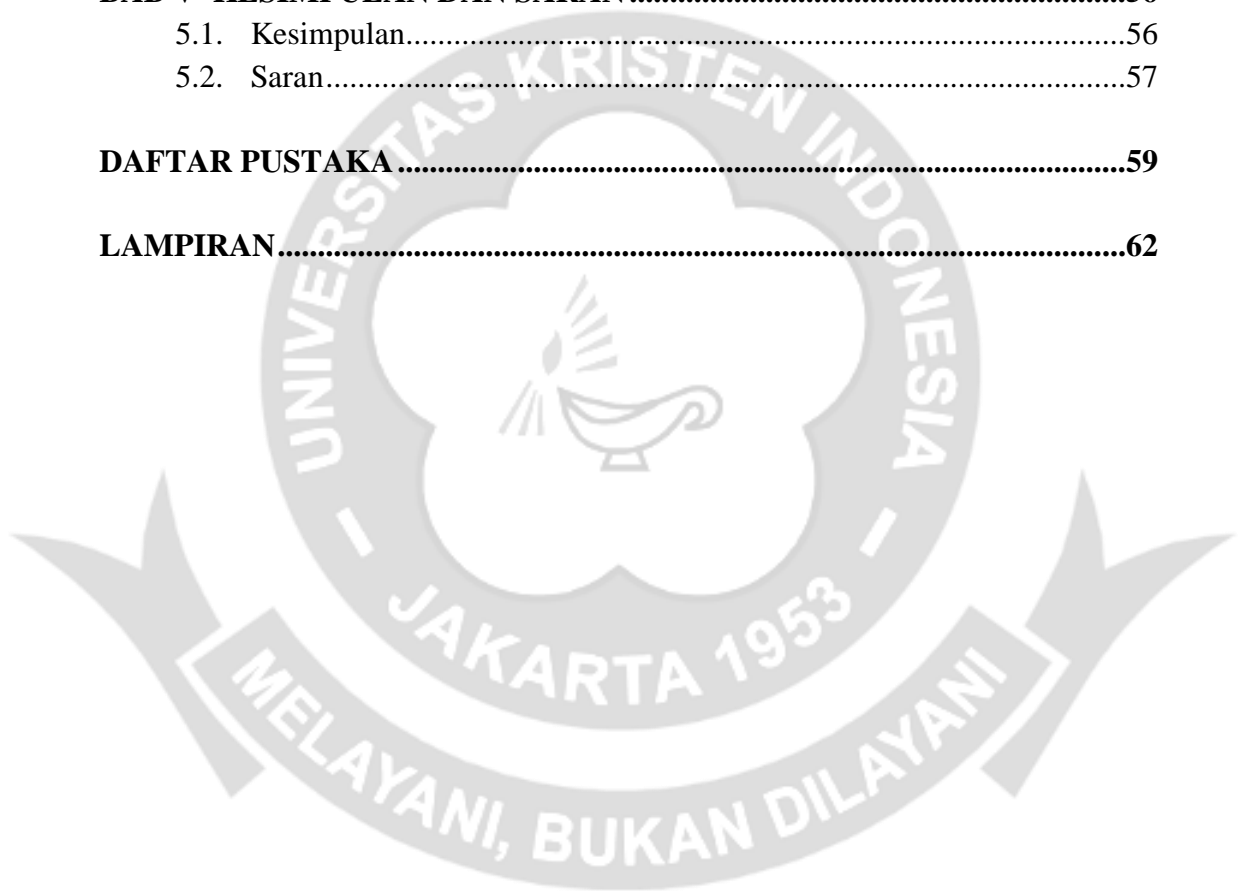 5.1. Kesimpulan.......................................................................................56
5.2. Saran..................................................................................................57
DAFTAR PUSTAKA ........................................................................................59
LAMPIRAN.......................................................................................................62
UNIVERSITAS KRISTEN INDONESIA
JAKARTA 1953
MELAYANI, BUKAN DILAYANI